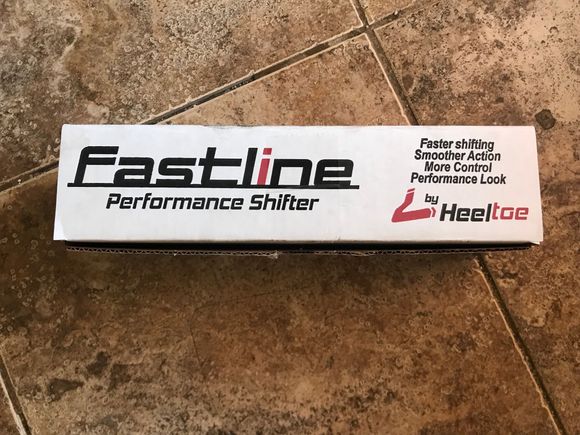 Fastline
Performance Shifter
Faster shifting
Smoother Action
More Control
Performance Look
by
Heeltoe